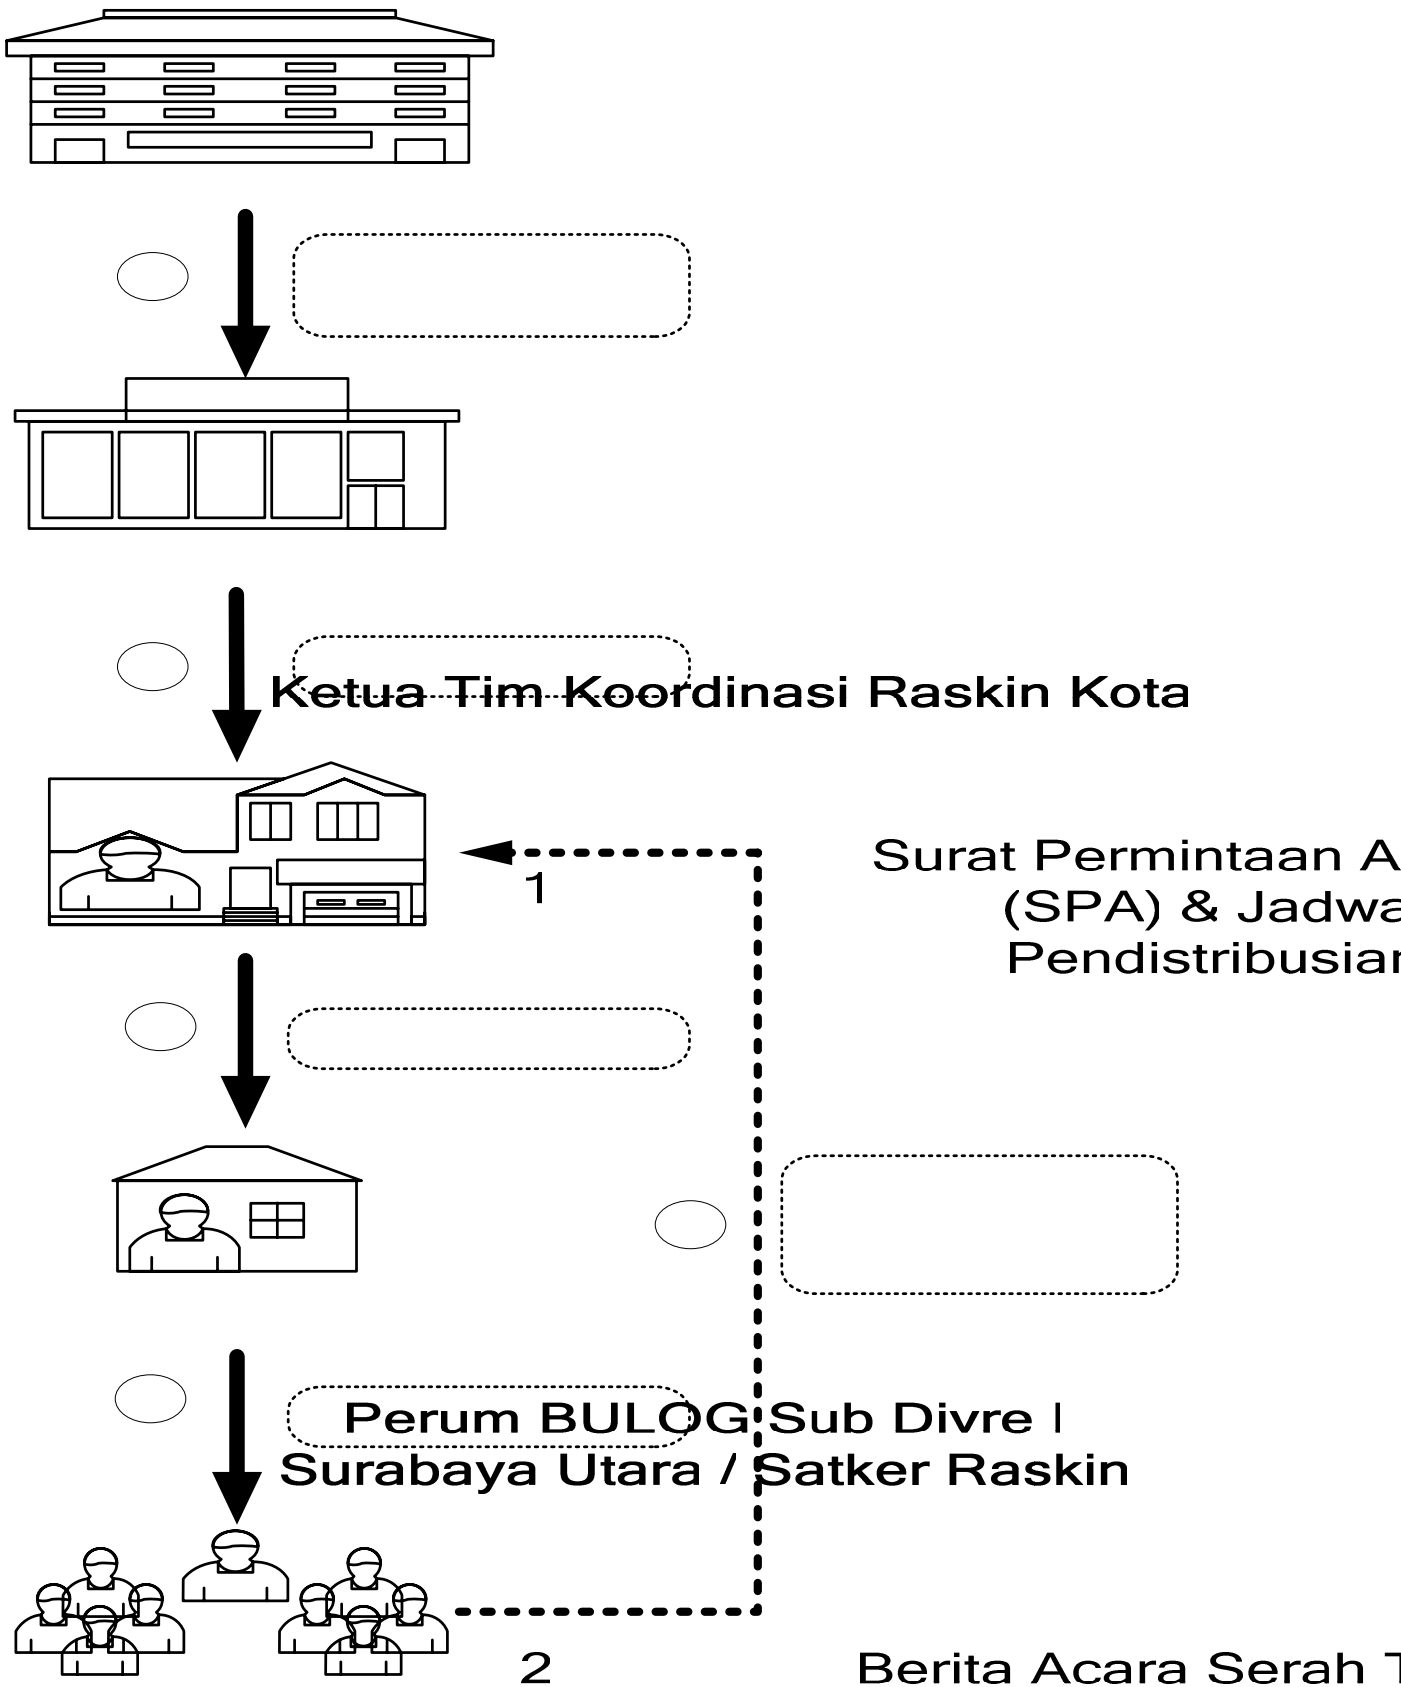 Ketua Tim Koordinasi Raskin Kota
1
Surat Permintaan A
(SPA) & Jadwa
Pendistribusian
Perum BULOG Sub Divre I
Surabaya Utara / Satker Raskin
2
Berita Acara Serah T